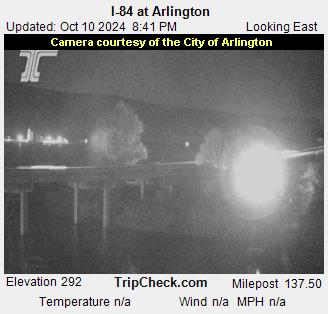 I-84 at Arlington
Updated: Oct 10 2024 8:41 PM Looking East
Camera courtesy of the City of Arlington
Elevation 292 TripCheck.com Milepost 137.50
Temperature n/a Wind n/a MPH n/a